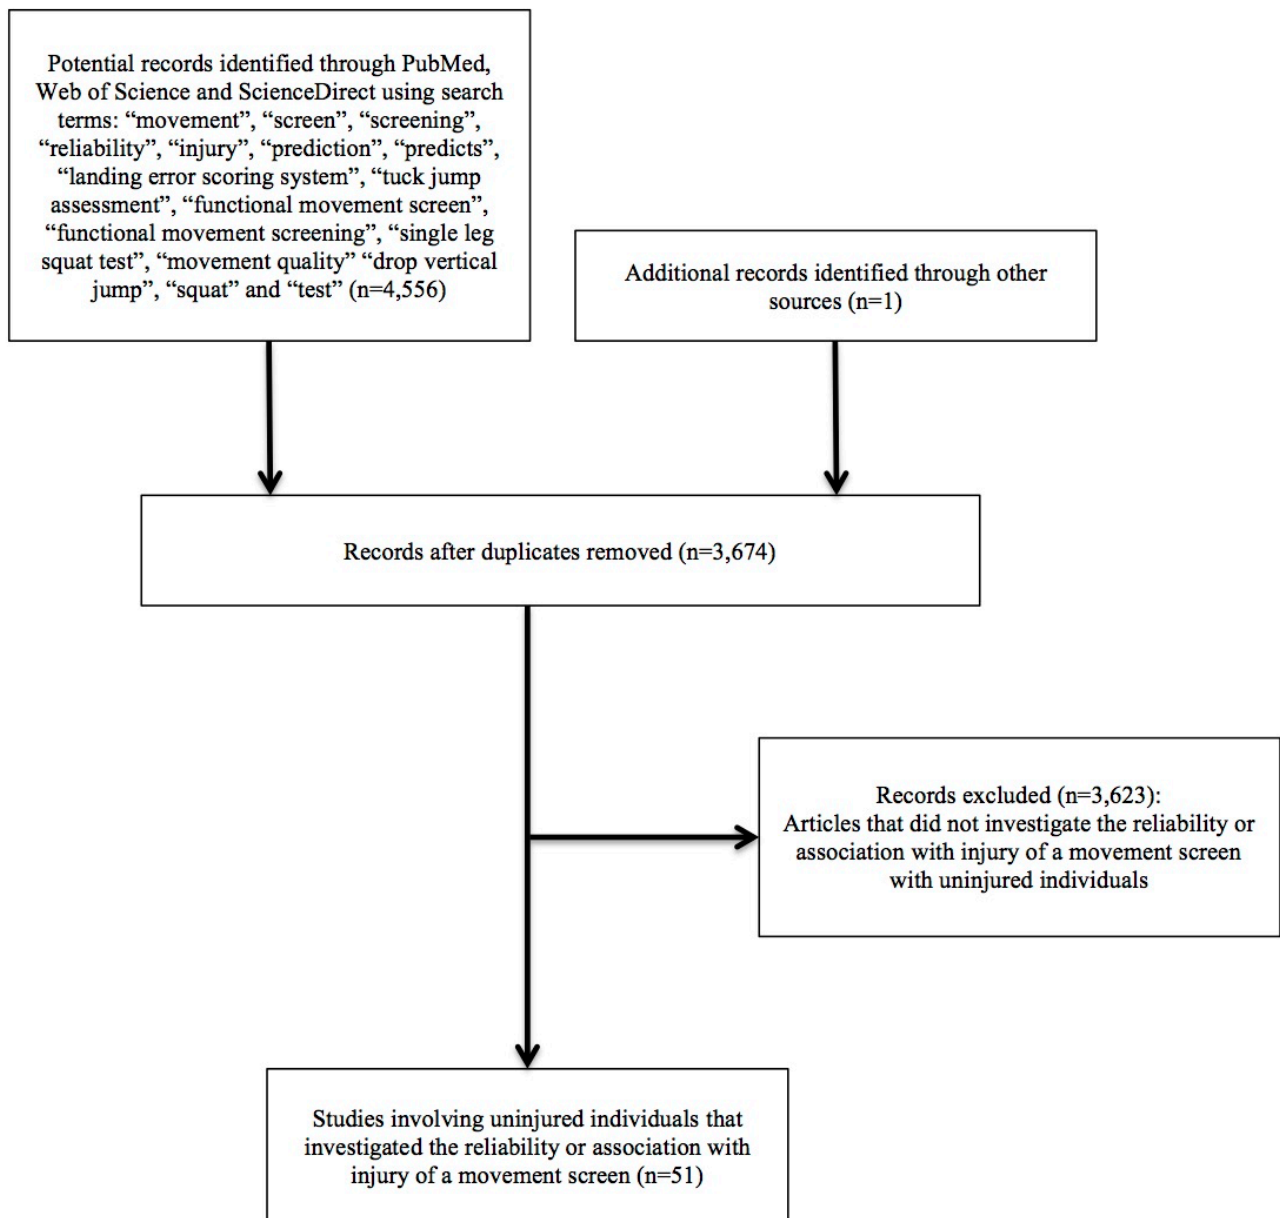 Potential records identified through PubMed,
Web of Science and ScienceDirect using search
terms: “movement”, “screen”, “screening”,
“reliability”, “injury”, “prediction”, “predicts”,
“landing error scoring system”, “tuck jump
assessment”, “functional movement screen”,
“functional movement screening”, “single leg
squat test”, “movement quality” “drop vertical
jump”, “squat” and “test” (n=4,556)
Additional records identified through other
sources (n=1)
Records after duplicates removed (n=3,674)
Records excluded (n=3,623):
Articles that did not investigate the reliability or
association with injury of a movement screen
with uninjured individuals
Studies involving uninjured individuals that
investigated the reliability or association with
injury of a movement screen (n=51)